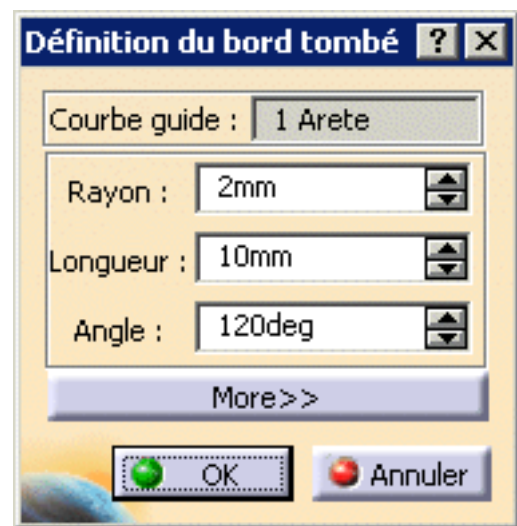 Définition du bord tombé ? X
Courbe guide : 1 Arete
Rayon : 2mm
Longueur : 10mm
Angle : 120deg
More>>
OK Annuler